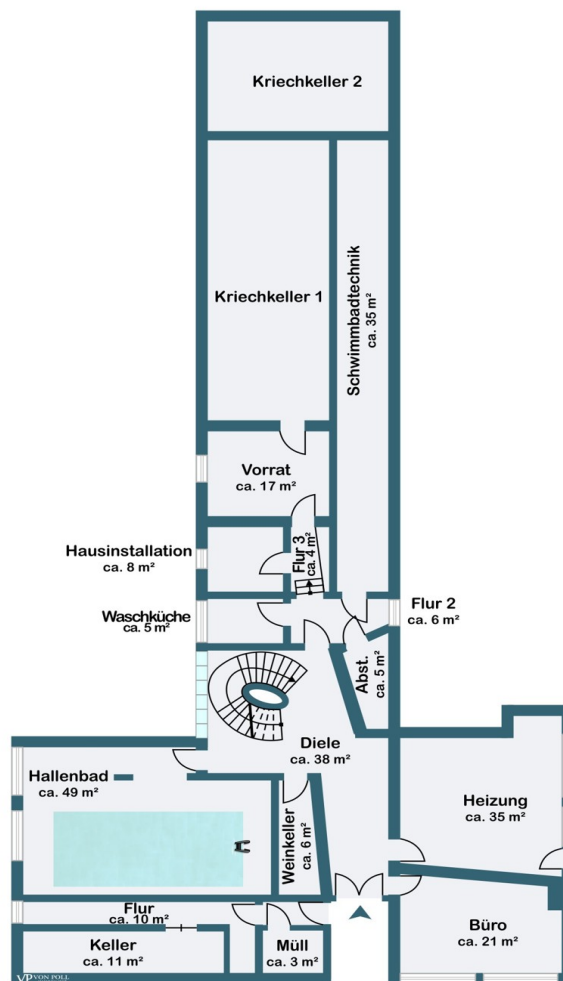 Kriechkeller 2
Kriechkeller 1
Schwimmbadtechnik
ca. 35 m²
Vorrat
ca. 17 m²
Hausinstallation
ca. 8 m²
Flur 3
ca. 4 m²
Waschküche
ca. 5 m²
Flur 2
ca. 6 m²
Abst.
ca. 5 m²
Diele
ca. 38 m²
Hallenbad
ca. 49 m²
Weinkeller
ca. 6 m²
Heizung
ca. 35 m²
Flur
ca. 10 m²
Keller
ca. 11 m²
Müll
ca. 3 m²
Büro
ca. 21 m²
VP VON POLL